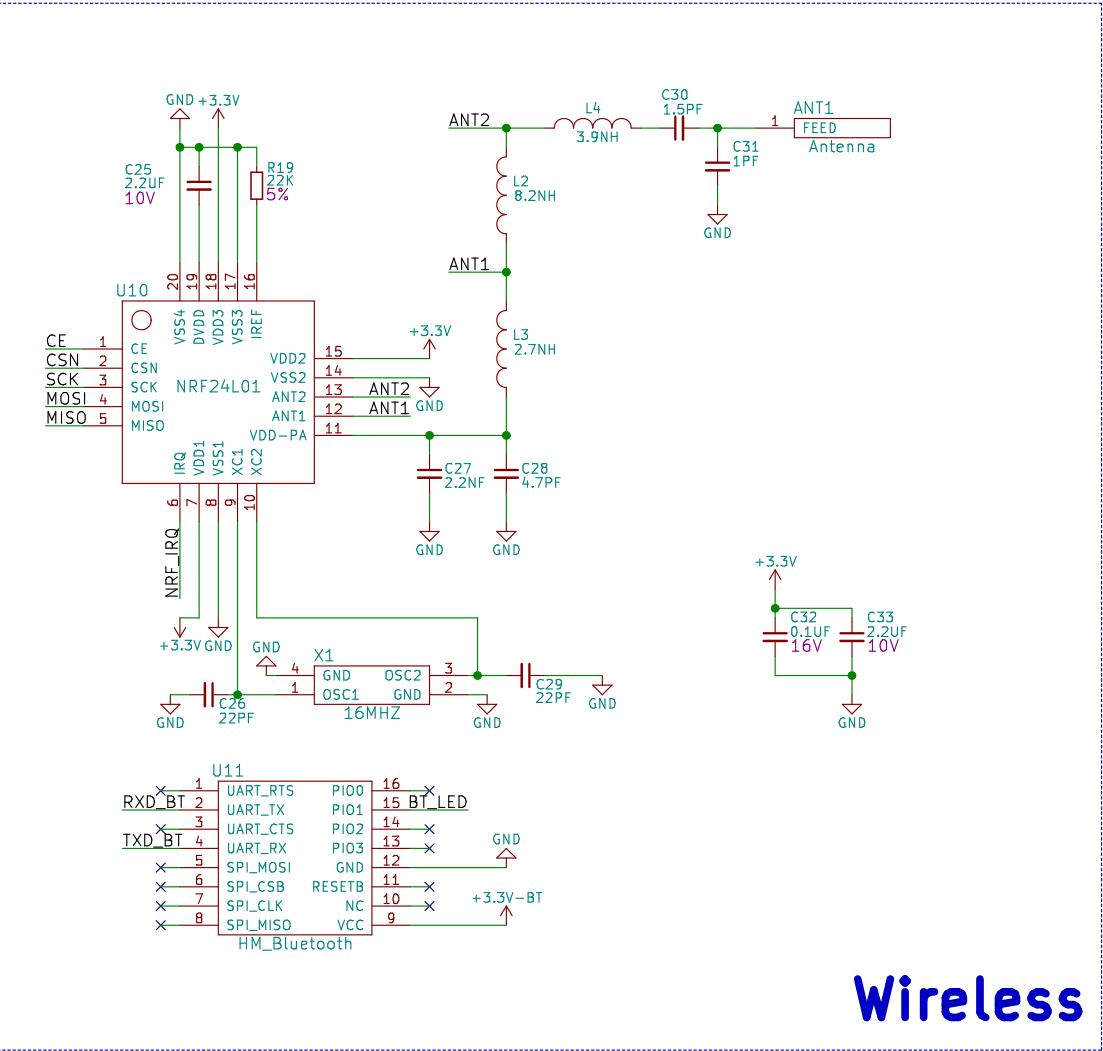 GND +3.3V
C25
2.2UF
10V
R19
22K
5%
ANT2
L4
3.9NH
C30
1.5PF
ANT1
1 FEED
Antenna
C31
1PF
GND
L2
8.2NH
ANT1
L3
2.7NH
U10
20 19 18 17 16
VSS4 DVDD VDD3 VSS3 IREF
CE 1 CE
CSN 2 CSN
SCK 3 SCK
MOSI 4 MOSI
MISO 5 MISO
NRF24L01
+3.3V
VDD2 15
VSS2 14
ANT2 13 ANT2
ANT1 12 ANT1
VDD-PA 11
GND
IRQ VDD1 VSS1 XC1 XC2
6 7 8 9 10
NRF_IRQ
C27
2.2NF
C28
4.7PF
GND GND
+3.3V GND
GND
X1
4 GND OSC2 3
1 OSC1 GND 2
16MHZ
C26
22PF
GND
C29
22PF
GND
GND
+3.3V
C32
0.1UF
16V
C33
2.2UF
10V
GND
U11
1 UART_RTS PIO0 16
RXD_BT 2 UART_TX PIO1 15 BT_LED
3 UART_CTS PIO2 14
TXD_BT 4 UART_RX PIO3 13
5 SPI_MOSI GND 12 GND
6 SPI_CSB RESETB 11
7 SPI_CLK NC 10
8 SPI_MISO VCC 9 +3.3V-BT
HM_Bluetooth
Wireless